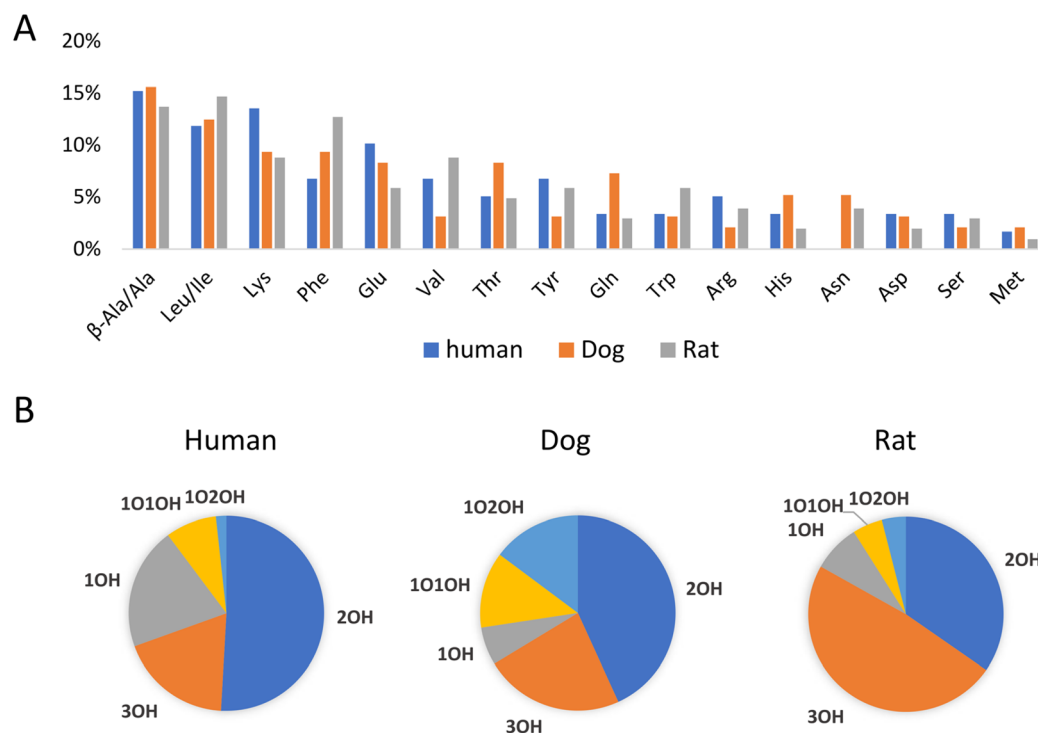 A
20%
15%
10%
5%
0%
β-Ala/Ala
Leu/Ile
Lys
Phe
Glu
Val
Thr
Tyr
Gln
Trp
Arg
His
Asn
Asp
Ser
Met
human Dog Rat
B
Human Dog Rat
1O1OH 1O2OH
1OH
2OH
3OH
1O2OH
1O1OH
2OH
1OH
3OH
1O1OH 1O2OH
1OH
2OH
3OH